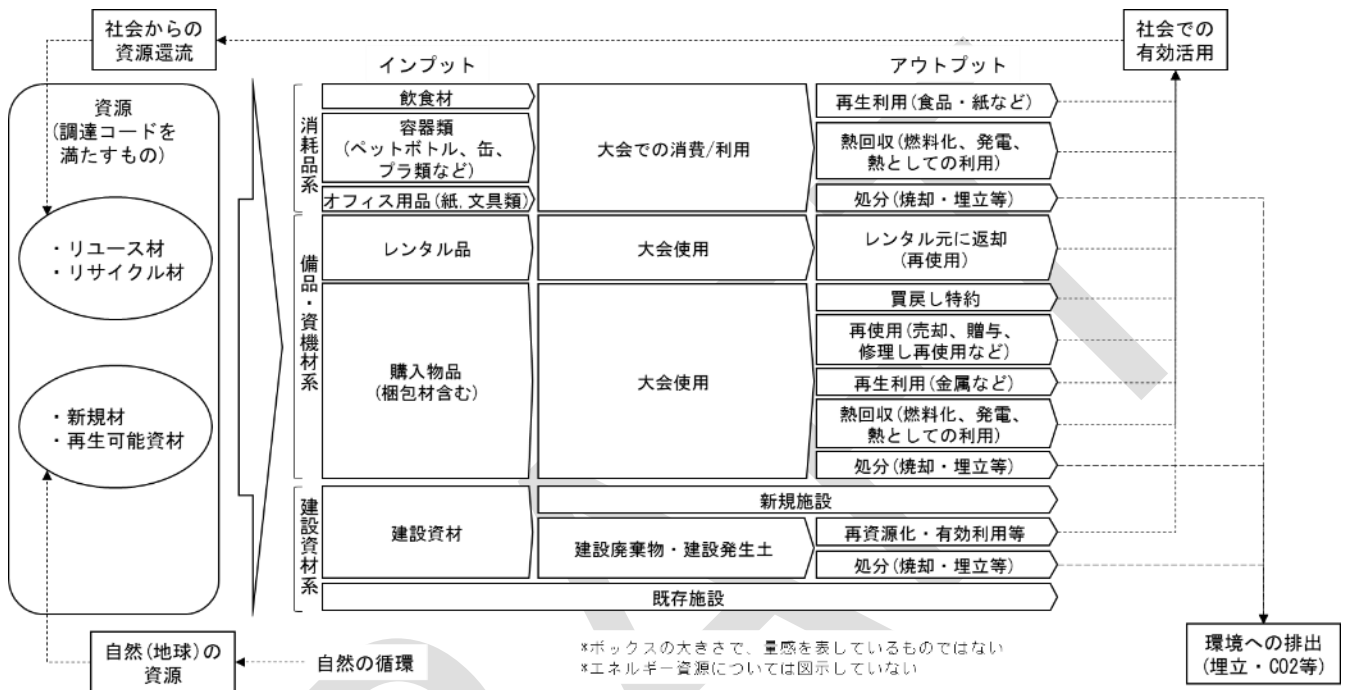 社会からの
資源還流
社会での
有効活用
インプット
アウトプット
資源
(調達コードを
満たすもの)
・リユース材
・リサイクル材
・新規材
・再生可能資材
消耗品系
飲食材
容器類
(ペットボトル、缶、
プラ類など)
オフィス用品(紙,文具類)
大会での消費/利用
再生利用(食品・紙など)
熱回収(燃料化、発電、
熱としての利用)
処分(焼却・埋立等)
備品・資機材系
レンタル品
大会使用
レンタル元に返却
(再使用)
購入物品
(梱包材含む)
大会使用
買戻し特約
再使用(売却、贈与、
修理し再使用など)
再生利用(金属など)
熱回収(燃料化、発電、
熱としての利用)
処分(焼却・埋立等)
建設資材系
建設資材
新規施設
建設廃棄物・建設発生土
再資源化・有効利用等
処分(焼却・埋立等)
既存施設
自然(地球)の
資源
自然の循環
*ボックスの大きさで、量感を表しているものではない
*エネルギー資源については図示していない
環境への排出
(埋立・CO2等)